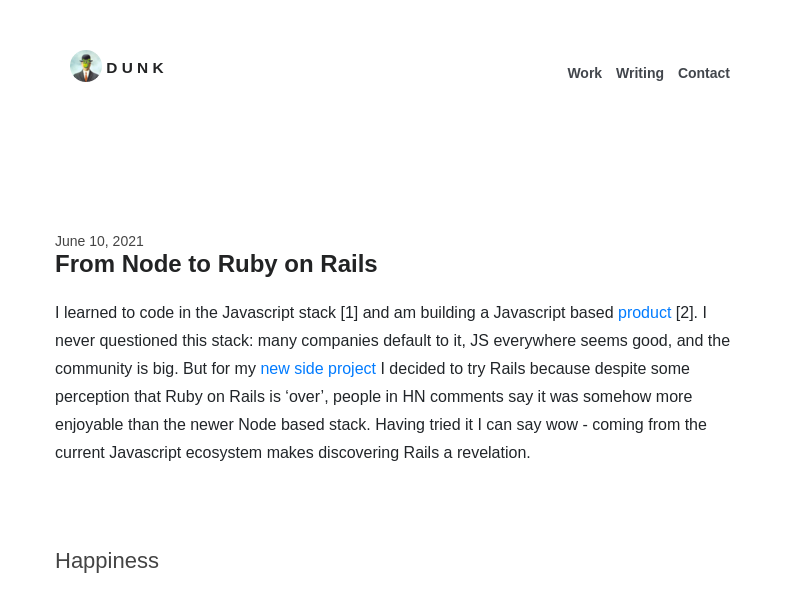 DUNK
Work Writing Contact
June 10, 2021
From Node to Ruby on Rails
I learned to code in the Javascript stack [1] and am building a Javascript based product [2]. I
never questioned this stack: many companies default to it, JS everywhere seems good, and the
community is big. But for my new side project I decided to try Rails because despite some
perception that Ruby on Rails is ‘over’, people in HN comments say it was somehow more
enjoyable than the newer Node based stack. Having tried it I can say wow - coming from the
current Javascript ecosystem makes discovering Rails a revelation.
Happiness